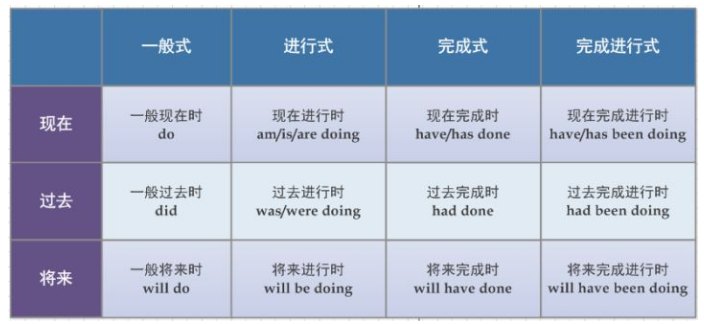 一般式 进行式 完成式 完成进行式
现在 一般现在时 现在进行时 现在完成时 现在完成进行时
do am/is/are doing have/has done have/has been doing
过去 一般过去时 过去进行时 过去完成时 过去完成进行时
did was/were doing had done had been doing
将来 一般将来时 将来进行时 将来完成时 将来完成进行时
will do will be doing will have done will have been doing